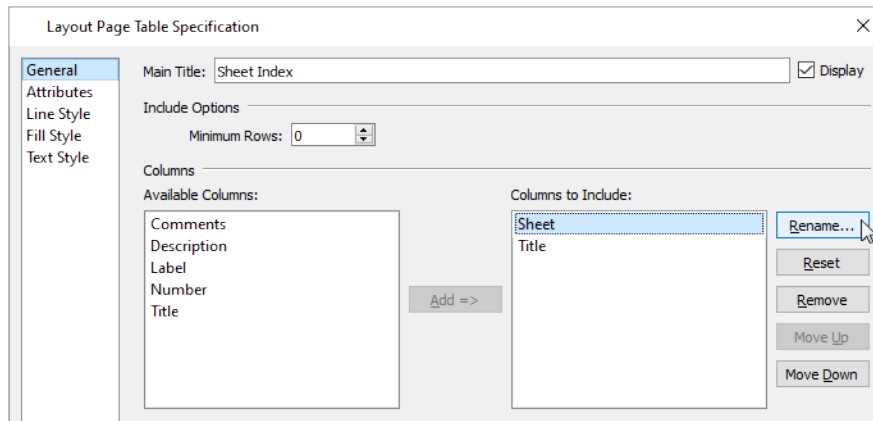 Layout Page Table Specification
General
Attributes
Line Style
Fill Style
Text Style
Main Title: Sheet Index
Display
Include Options
Minimum Rows: 0
Columns
Available Columns:
Comments
Description
Label
Number
Title
Add =>
Columns to Include:
Sheet
Title
Rename...
Reset
Remove
Move Up
Move Down